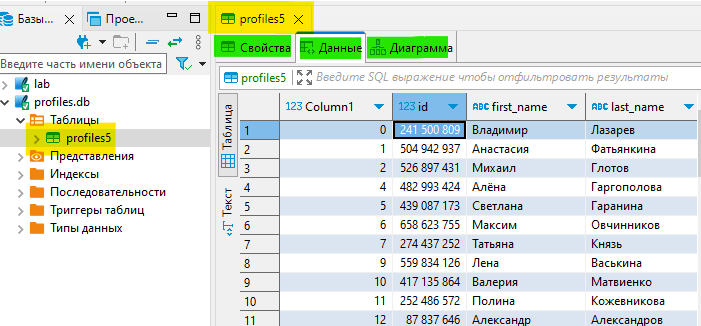 Базы... Прое...
Введите часть имени объекта
lab
profiles.db
Таблицы
profiles5
Представления
Индексы
Последовательности
Триггеры таблиц
Типы данных
profiles5
Свойства Данные Диаграмма
profiles5 Введите SQL выражение чтобы отфильтровать результаты
Таблица
Текст
123 Column1 123 id ABC first_name ABC last_name
1 0 241 500 809 Владимир Лазарев
2 1 504 942 937 Анастасия Фатьянкина
3 2 526 897 431 Михаил Глотов
4 4 482 993 424 Алёна Гаргополова
5 5 439 087 173 Светлана Гаранина
6 6 658 623 755 Максим Овчинников
7 7 274 437 252 Татьяна Князь
8 9 559 834 126 Лена Васькина
9 10 417 135 864 Валерия Матвиенко
10 11 252 486 572 Полина Кожевникова
11 12 87 837 646 Александр Александров